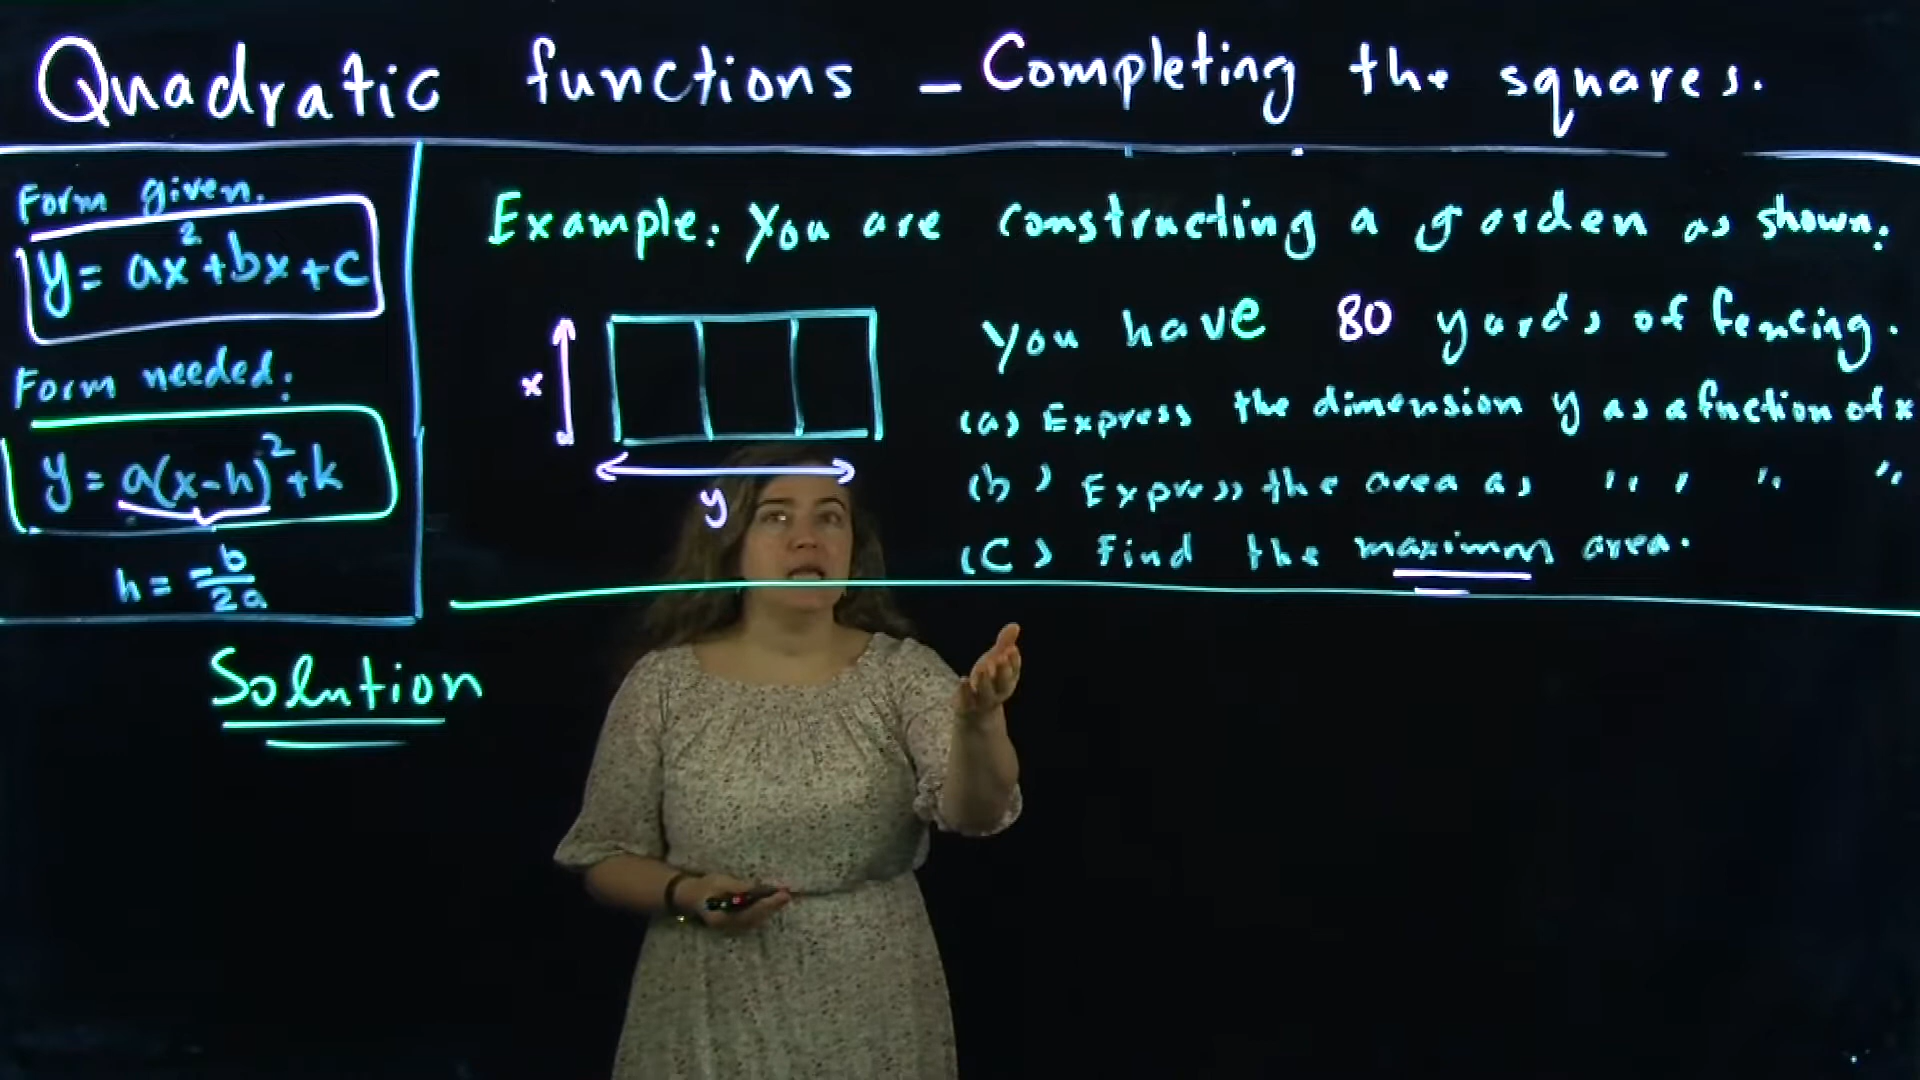 Quadratic functions - Completing the squares.
Form given.
y = ax² + bx + c
Form needed:
y = a(x-h)² + k
h = -b/2a
Example: You are constructing a garden as shown:
x
y
You have 80 yards of fencing.
(a) Express the dimension y as a fnction of x
(b) Express the area as " " " "
(C) Find the maximm area.
Solution